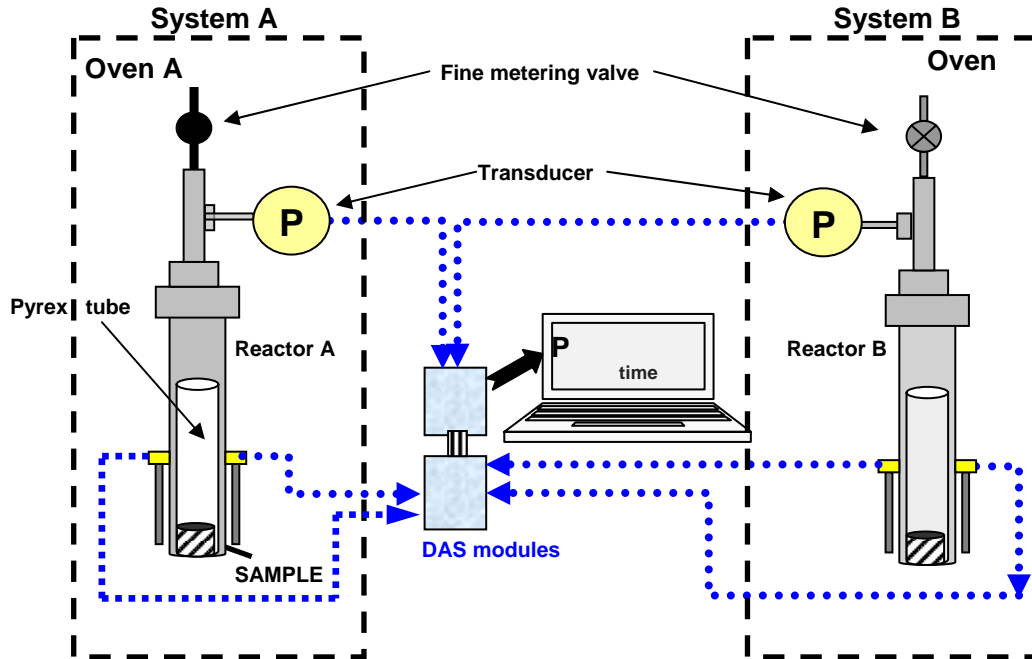 System A
System B
Oven A
Oven
Fine metering valve
Transducer
P
P
Pyrex tube
Reactor A
Reactor B
P
time
DAS modules
SAMPLE